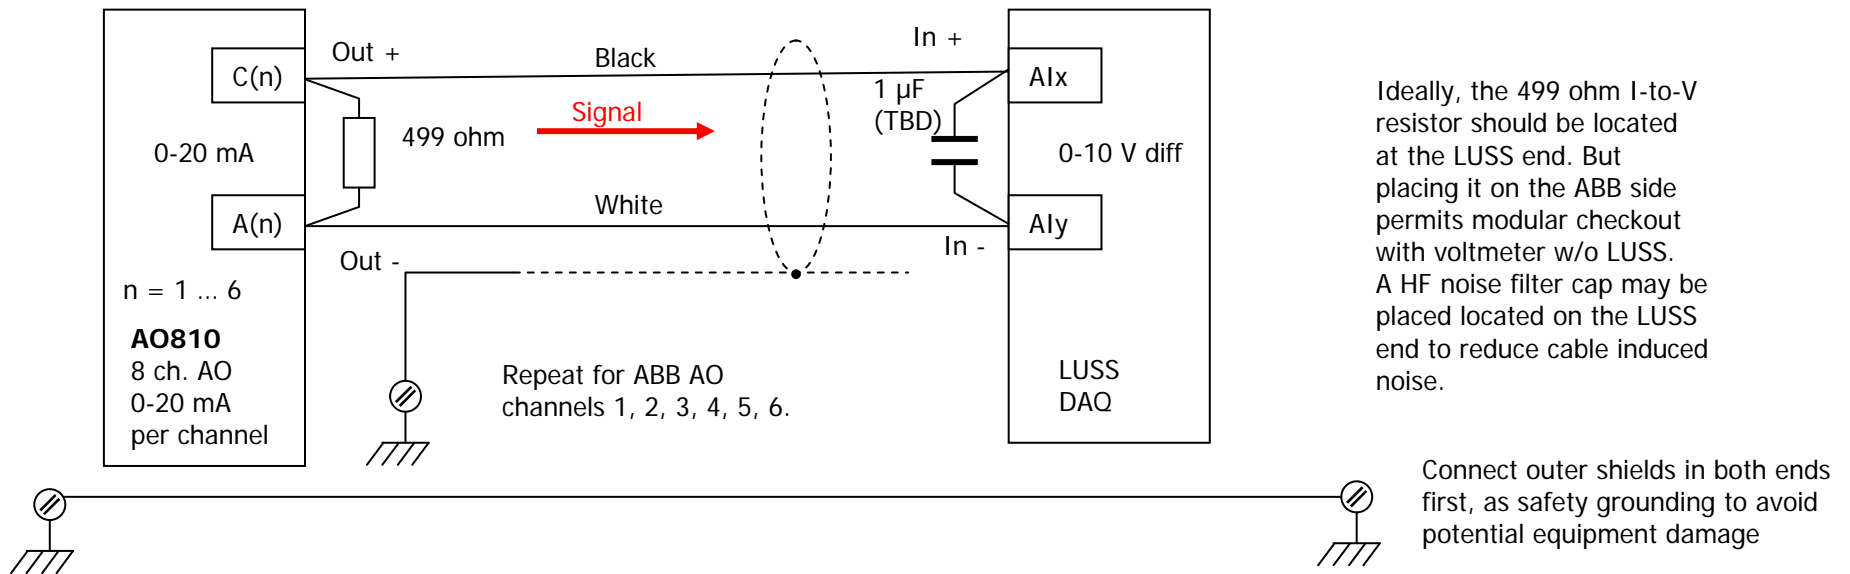 Out +
Black
In +
C(n)
AIx
1 µF
(TBD)
Signal
499 ohm
0-20 mA
0-10 V diff
White
A(n)
AIy
Out -
In -
n = 1 ... 6
AO810
8 ch. AO
0-20 mA
per channel
Repeat for ABB AO
channels 1, 2, 3, 4, 5, 6.
LUSS
DAQ
Ideally, the 499 ohm I-to-V
resistor should be located
at the LUSS end. But
placing it on the ABB side
permits modular checkout
with voltmeter w/o LUSS.
A HF noise filter cap may be
placed located on the LUSS
end to reduce cable induced
noise.
Connect outer shields in both ends
first, as safety grounding to avoid
potential equipment damage